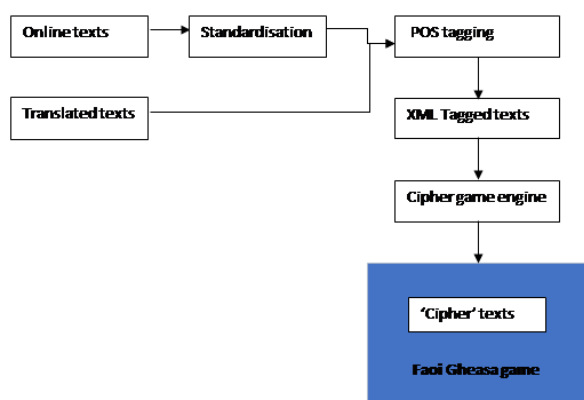 Online texts
Standardisation
POS tagging
Translated texts
XML Tagged texts
Cipher game engine
‘Cipher’ texts
Faoi Gheasa game